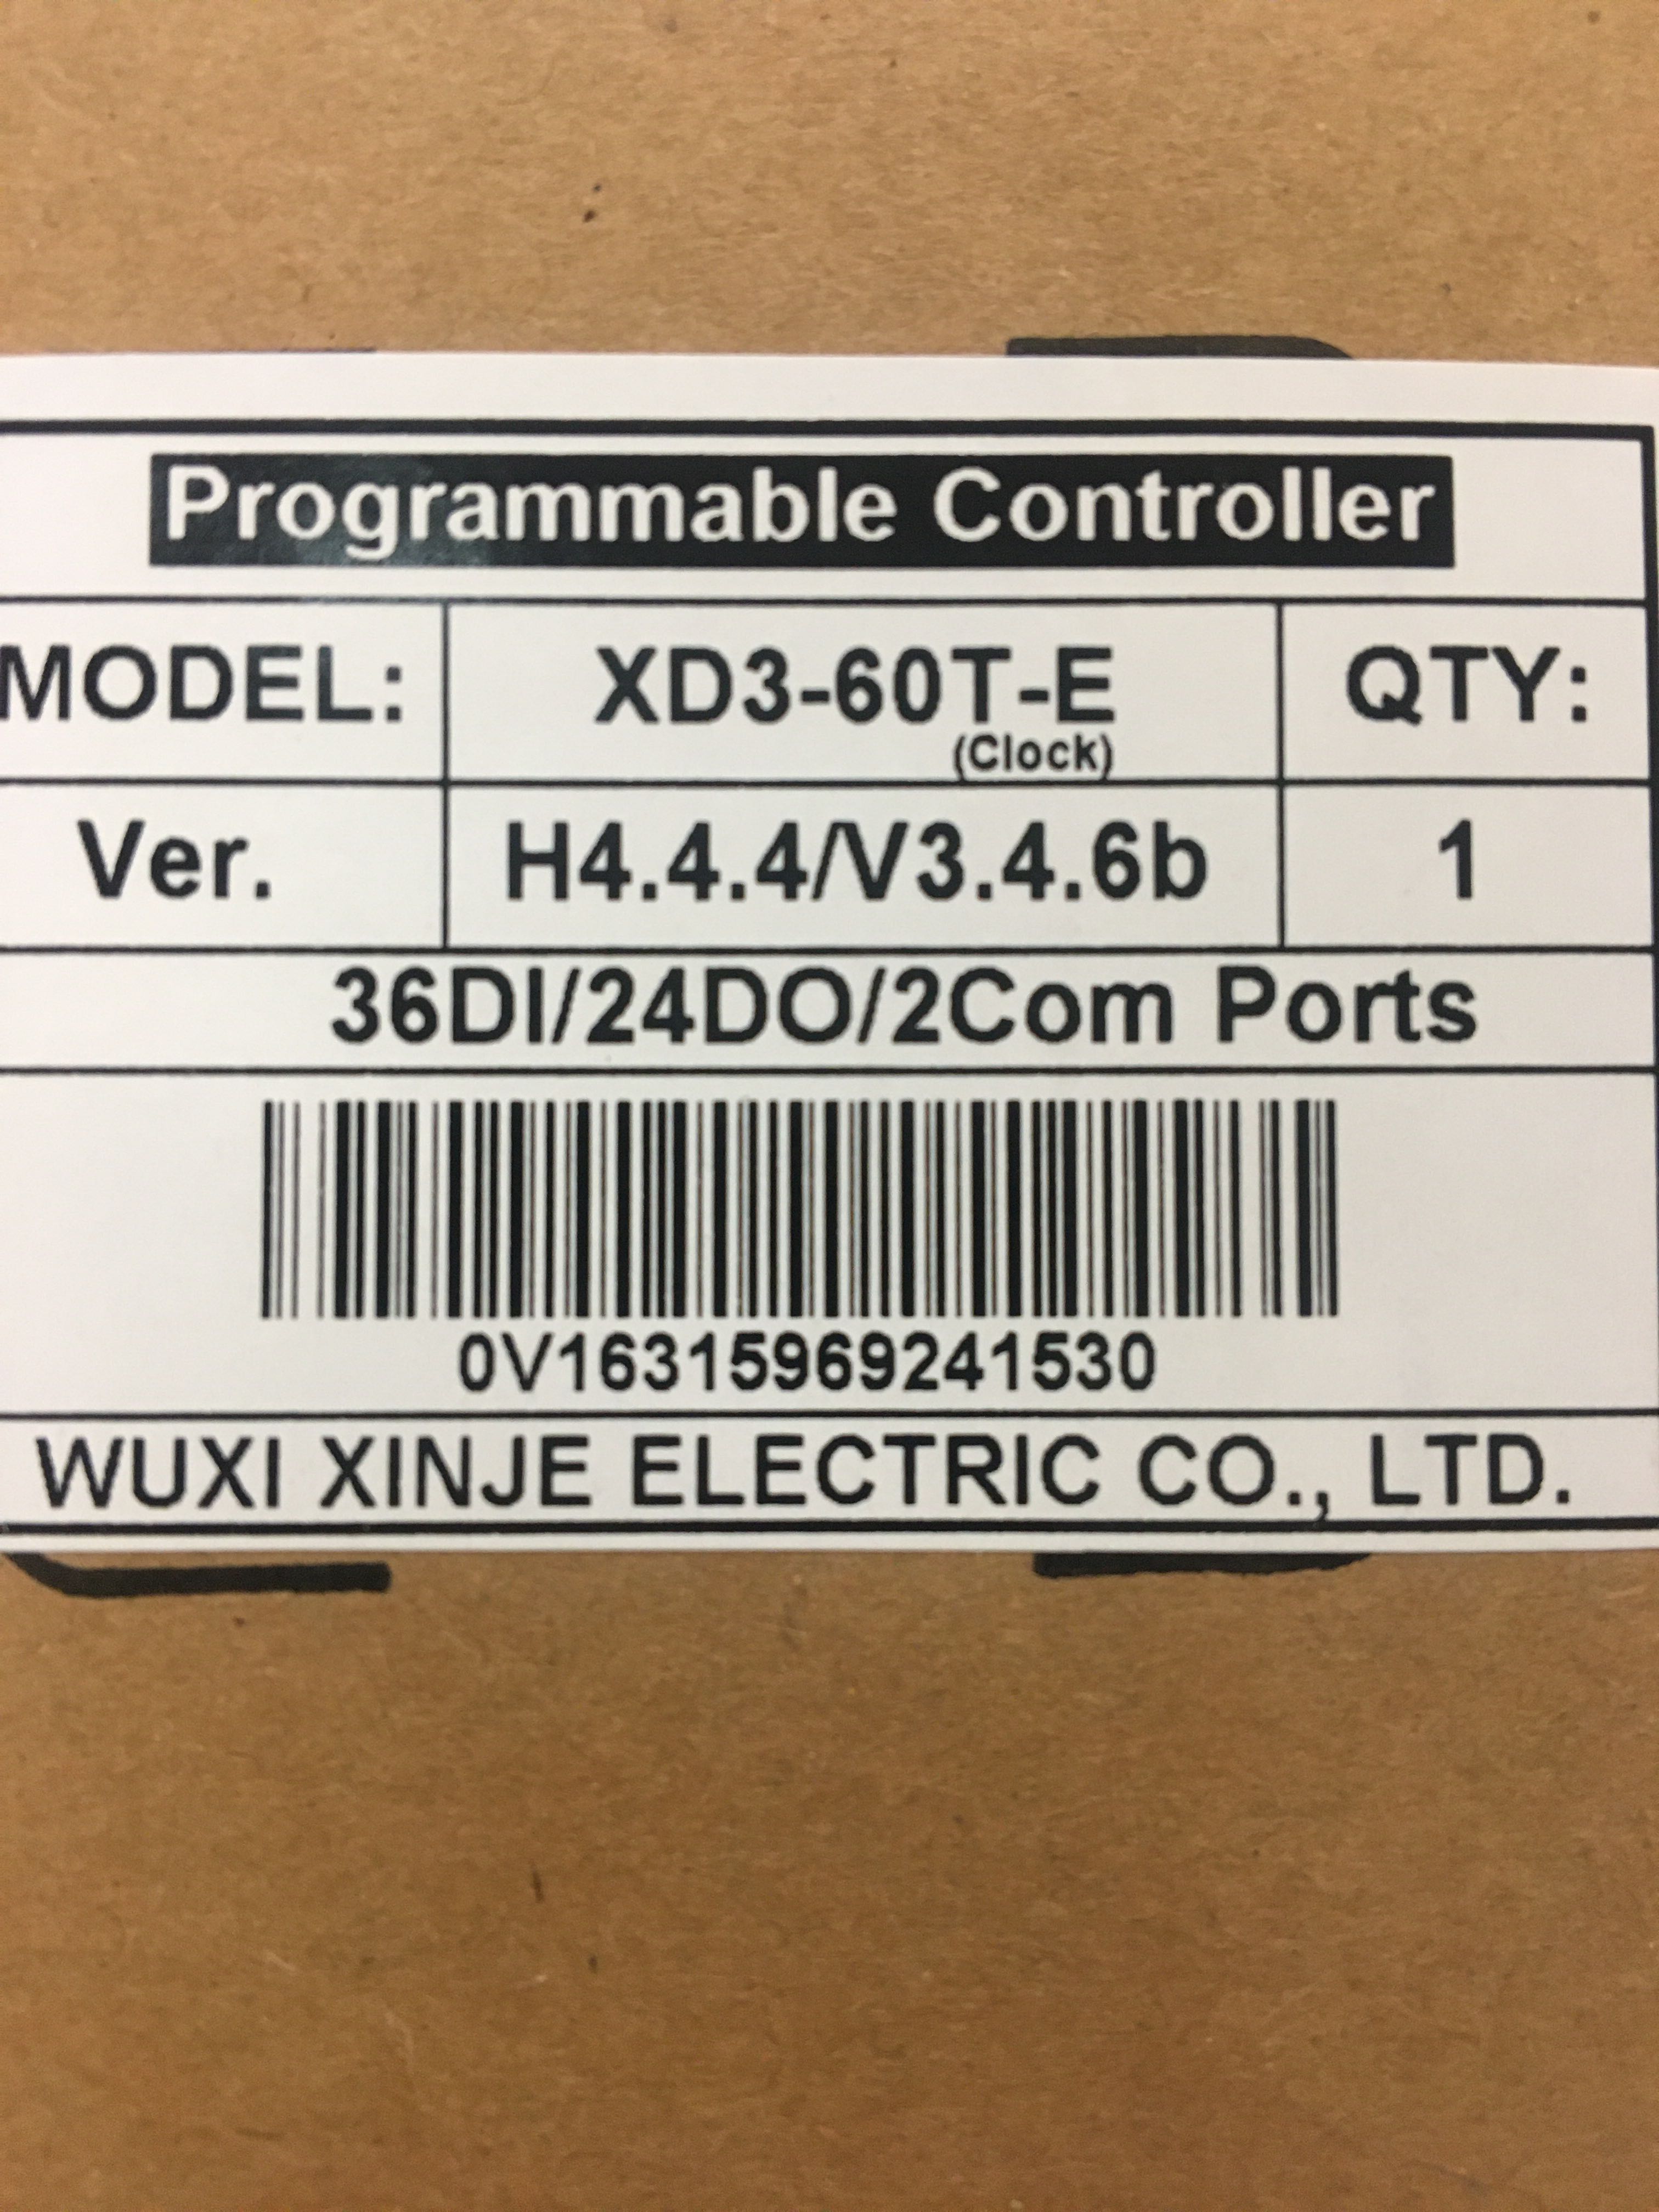 Programmable Controller
MODEL: XD3-60T-E QTY:
(Clock)
Ver. H4.4.4/V3.4.6b 1
36DI/24DO/2Com Ports
0V16315969241530
WUXI XINJE ELECTRIC CO., LTD.